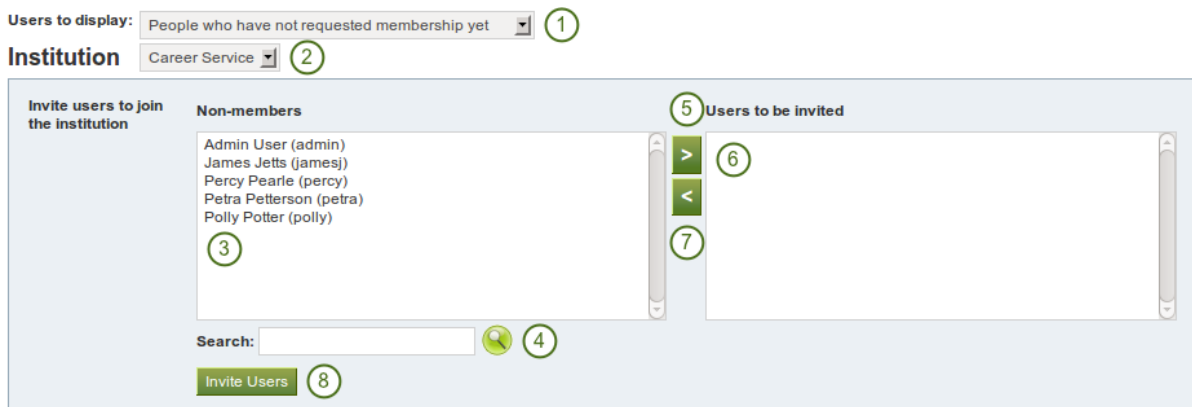 Users to display: People who have not requested membership yet 1
Institution Career Service 2
Invite users to join
the institution
Non-members 5 Users to be invited
Admin User (admin) > 6
James Jetts (jamesj)
Percy Pearle (percy)
Petra Petterson (petra) <
Polly Potter (polly)
3 7
Search: 4
Invite Users 8